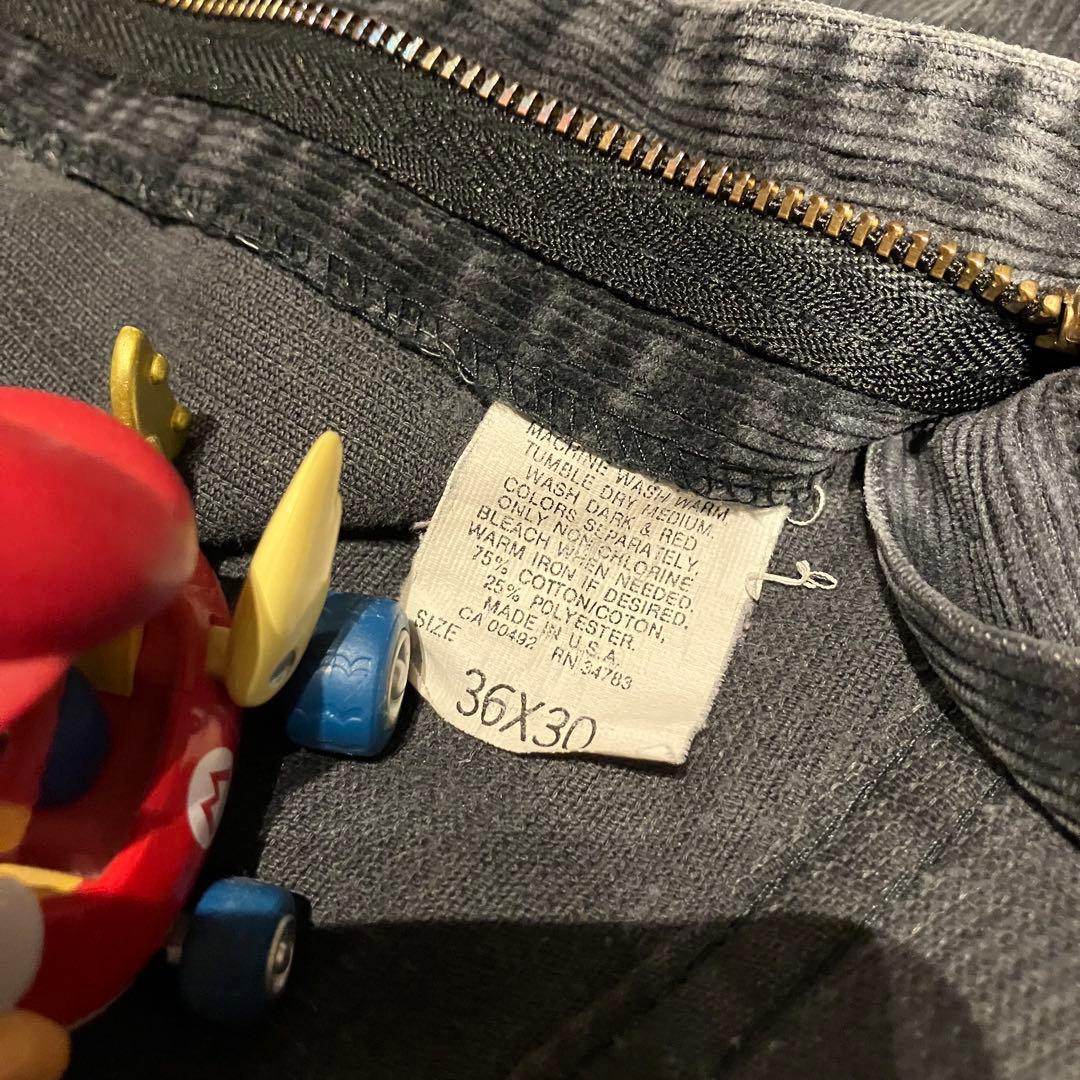 MACHINE WASH WARM
TUMBLE DRY MEDIUM.
WASH DARK & RED
COLORS SEPARATELY.
ONLY NON-CHLORINE
BLEACH WHEN NEEDED.
WARM IRON IF DESIRED.
75% COTTON/COTON,
25% POLYESTER.
MADE IN U.S.A.
CA 00492 RN 34783
SIZE
36X30
M